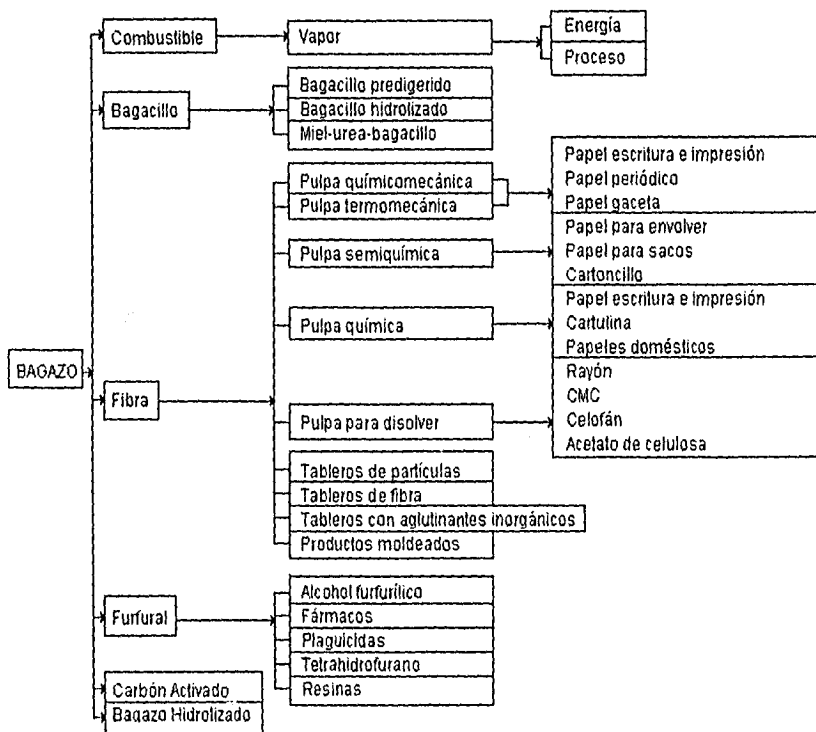 BAGAZO
Combustible
Vapor
Energía
Proceso
Bagacillo
Bagacillo predigerido
Bagacillo hidrolizado
Miel-urea-bagacillo
Fibra
Pulpa químicomecánica
Pulpa termomecánica
Papel escritura e impresión
Papel periódico
Papel gaceta
Pulpa semiquímica
Papel para envolver
Papel para sacos
Cartoncillo
Pulpa química
Papel escritura e impresión
Cartulina
Papeles domésticos
Pulpa para disolver
Rayón
CMC
Celofán
Acetato de celulosa
Tableros de partículas
Tableros de fibra
Tableros con aglutinantes inorgánicos
Productos moldeados
Furfural
Alcohol furfurílico
Fármacos
Plaguicidas
Tetrahidrofurano
Resinas
Carbón Activado
Bagazo Hidrolizado